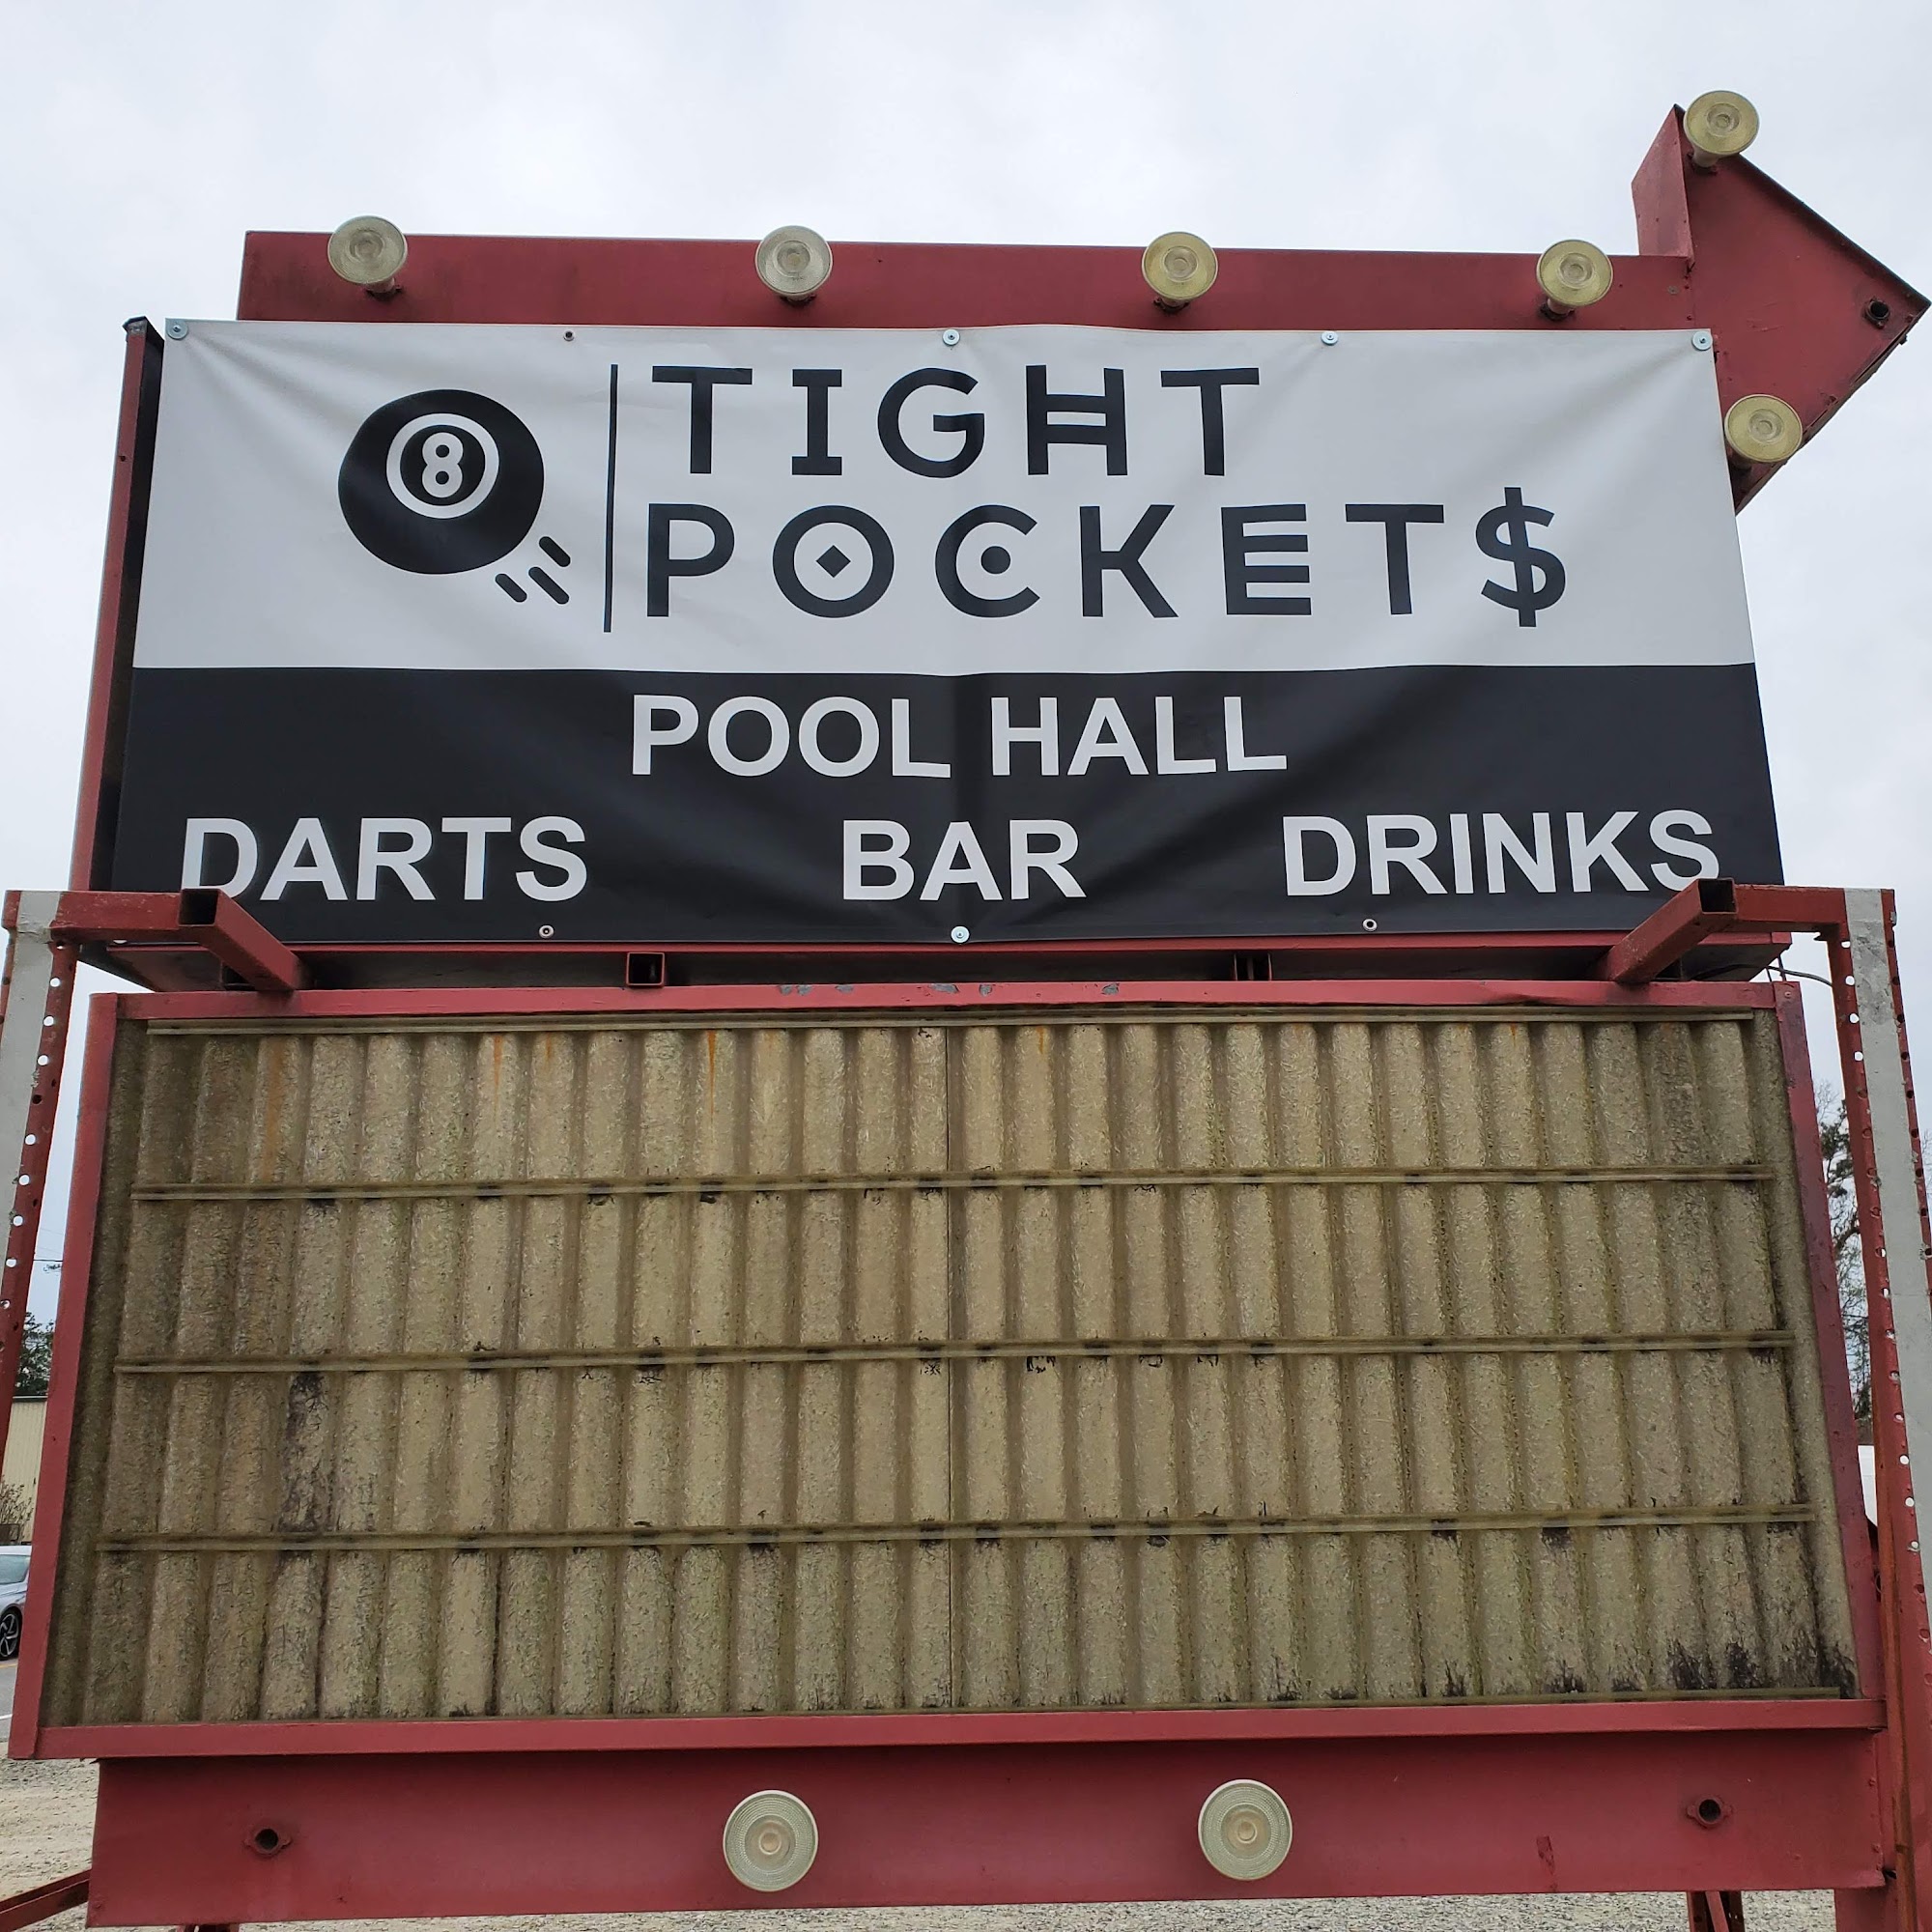 8
TIGHT
POCKET$
POOL HALL
DARTS BAR DRINKS